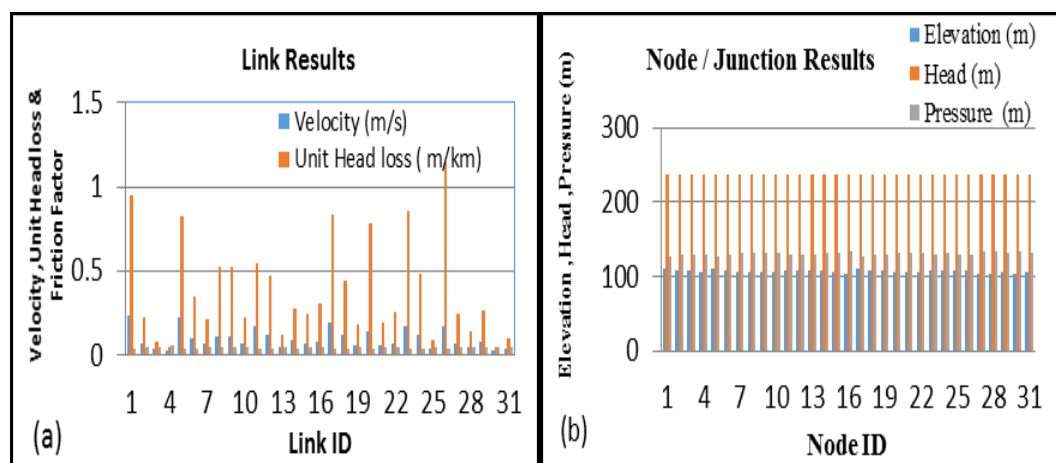 Link Results
Velocity ,Unit Headloss &
Friction Factor
1.5
1
0.5
0
Velocity (m/s)
Unit Head loss ( m/km)
1 4 7 10 13 16 19 22 25 28 31
Link ID
(a)
Elevation (m)
Head (m)
Pressure (m)
Node / Junction Results
Elevation ,Head ,Pressure (m)
300
200
100
0
1 4 7 10 13 16 19 22 25 28 31
Node ID
(b)